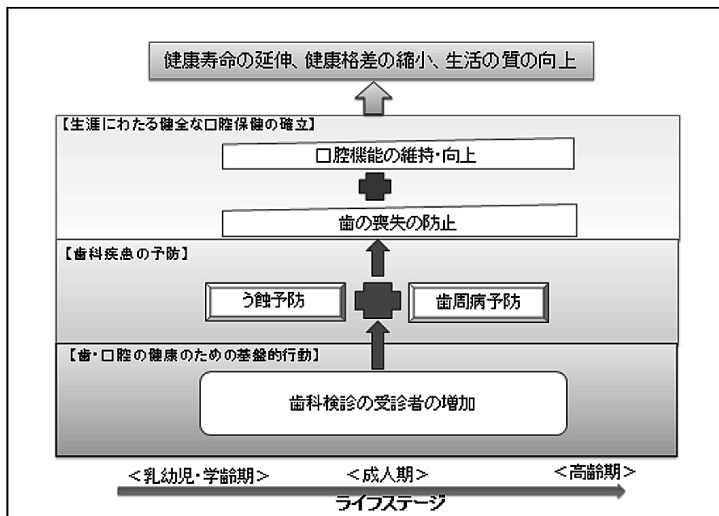 健康寿命の延伸、健康格差の縮小、生活の質の向上
【生涯にわたる健全な口腔保健の確立】
口腔機能の維持・向上
歯の喪失の防止
【歯科疾患の予防】
う蝕予防
歯周病予防
【歯・口腔の健康のための基盤的行動】
歯科検診の受診者の増加
＜乳幼児・学齢期＞
＜成人期＞
＜高齢期＞
ライフステージ